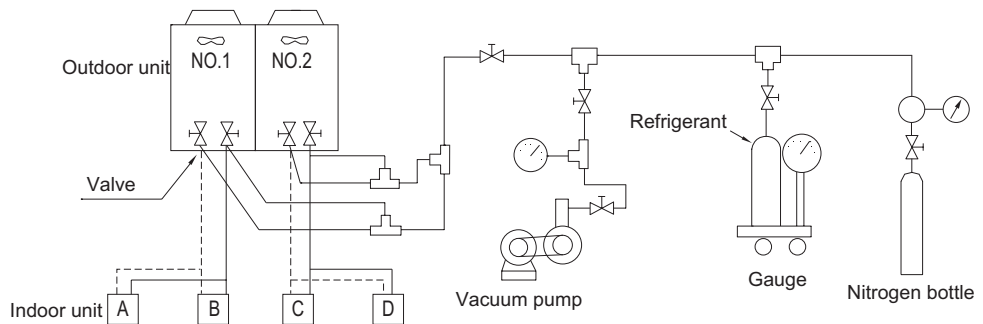 NO.1
NO.2
Outdoor unit
Refrigerant
Valve
Vacuum pump
Gauge
Nitrogen bottle
Indoor unit
A
B
C
D